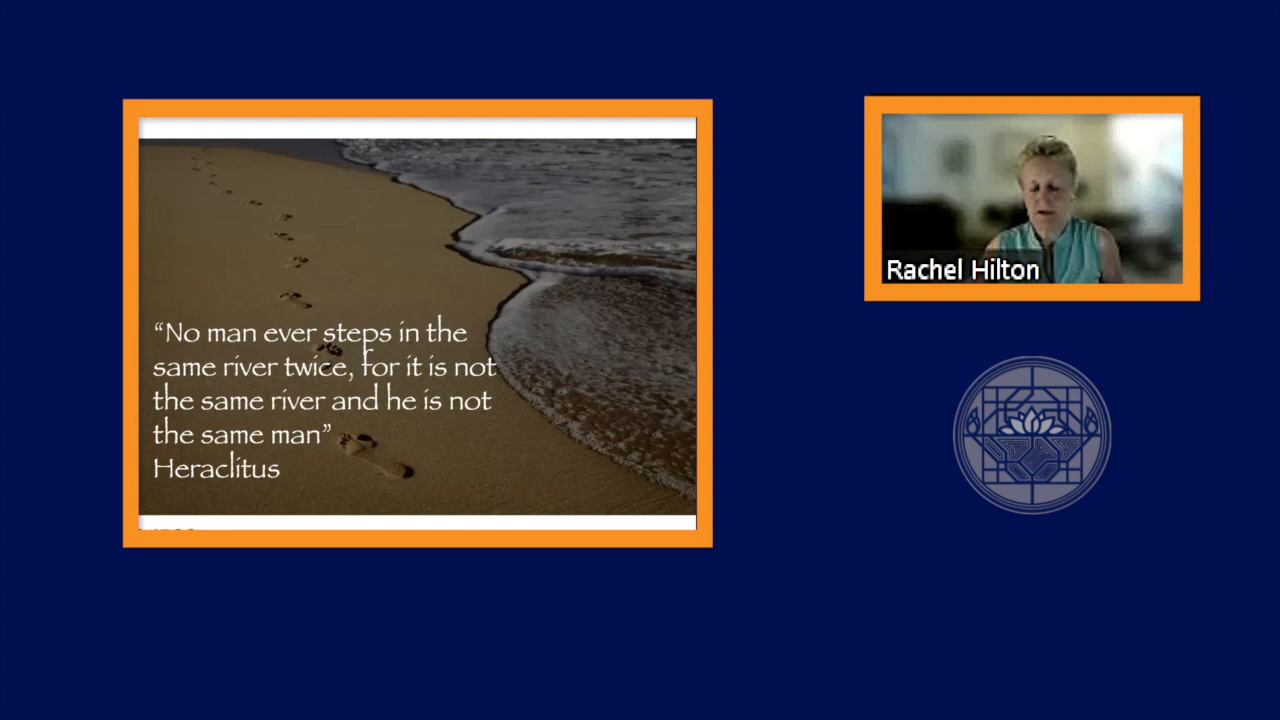 “No man ever steps in the
same river twice, for it is not
the same river and he is not
the same man”
Heraclitus
Rachel Hilton